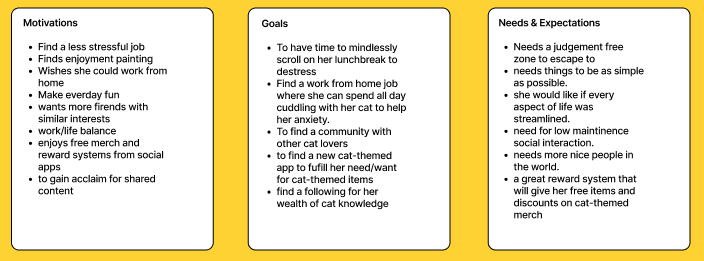 Motivations
• Find a less stressful job
• Finds enjoyment painting
• Wishes she could work from
home
• Make everday fun
• wants more firends with
similar interests
• work/life balance
• enjoys free merch and
reward systems from social
apps
• to gain acclaim for shared
content
Goals
• To have time to mindlessly
scroll on her lunchbreak to
destress
• Find a work from home job
where she can spend all day
cuddling with her cat to help
her anxiety.
• To find a community with
other cat lovers
• to find a new cat-themed
app to fufill her need/want
for cat-themed items
• find a following for her
wealth of cat knowledge
Needs & Expectations
• Needs a judgement free
zone to escape to
• needs things to be as simple
as possible.
• she would like if every
aspect of life was
streamlined.
• need for low maintinence
social interaction.
• needs more nice people in
the world.
• a great reward system that
will give her free items and
discounts on cat-themed
merch